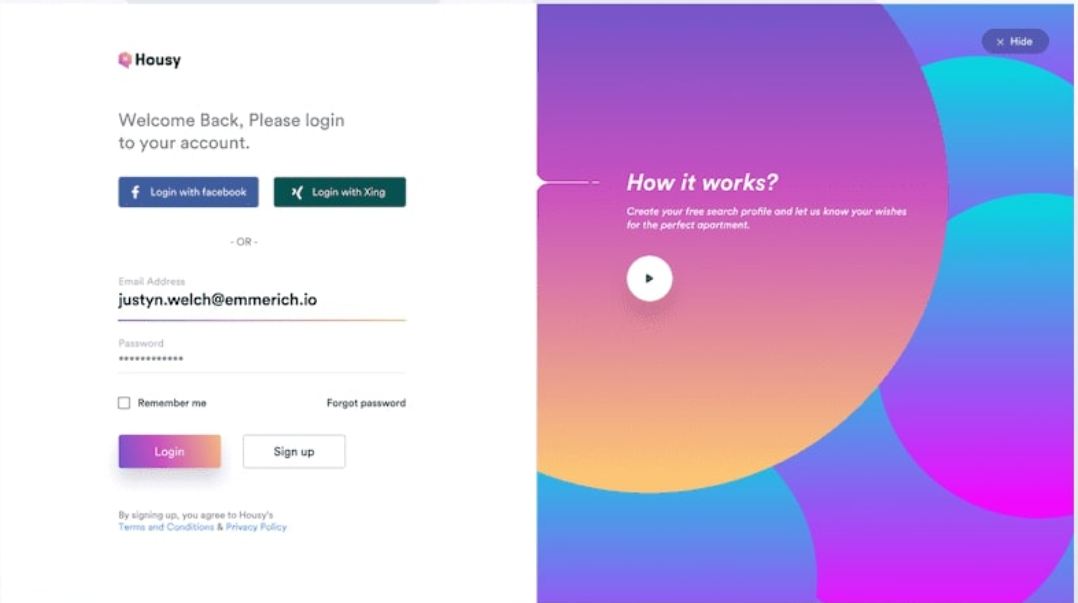 Housy
Welcome Back, Please login
to your account.
Login with facebook
Login with Xing
- OR -
Email Address
justyn.welch@emmerich.io
Password
************
Remember me
Forgot password
Login
Sign up
By signing up, you agree to Housy's
Terms and Conditions & Privacy Policy
× Hide
How it works?
Create your free search profile and let us know your wishes
for the perfect apartment.